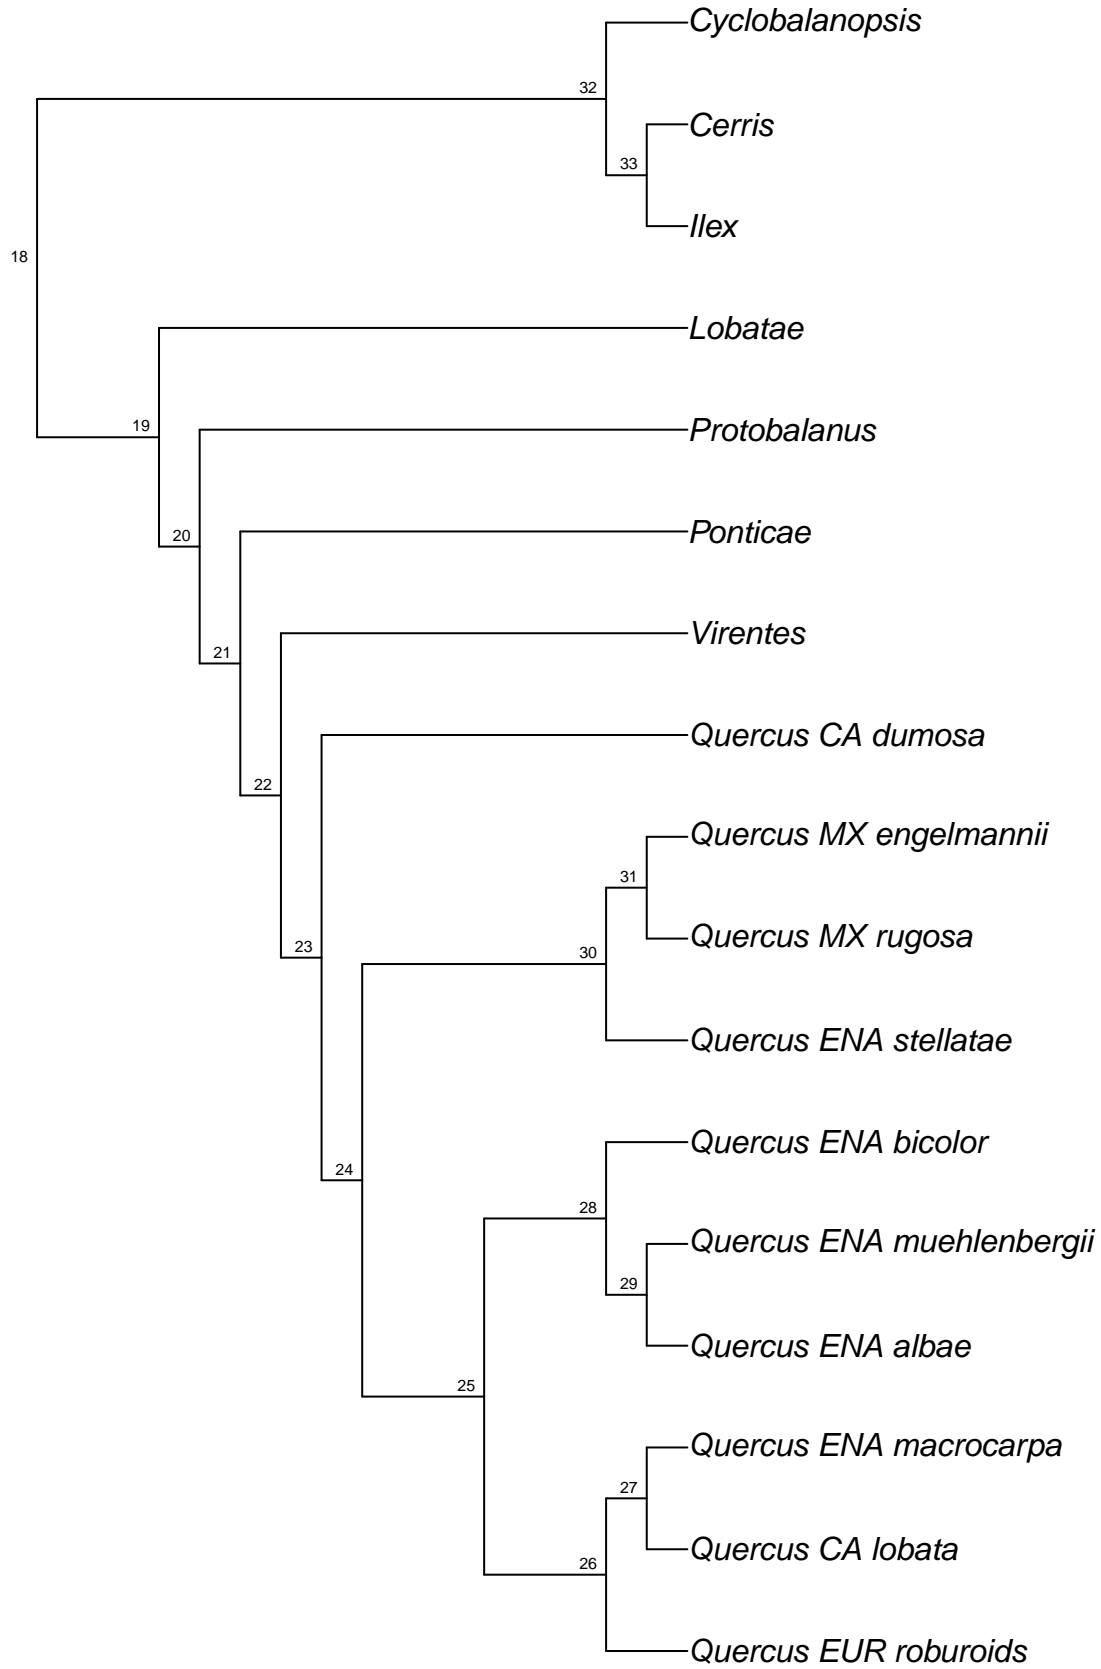 Cyclobalanopsis
32
Cerris
33
Ilex
18
Lobatae
19
Protobalanus
20
Ponticae
21
Virentes
22
Quercus CA dumosa
23
Quercus MX engelmannii
31
Quercus MX rugosa
30
Quercus ENA stellatae
24
Quercus ENA bicolor
28
Quercus ENA muehlenbergii
29
Quercus ENA albae
25
Quercus ENA macrocarpa
27
Quercus CA lobata
26
Quercus EUR roburoids